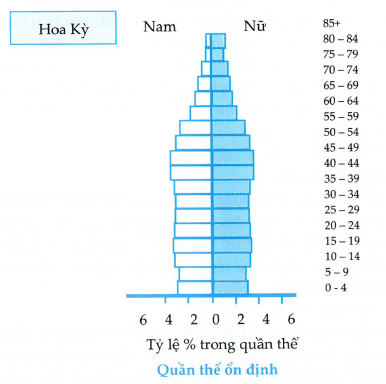 Hoa Kỳ
Nam
Nữ
85+
80 – 84
75 – 79
70 – 74
65 – 69
60 – 64
55 – 59
50 – 54
45 – 49
40 – 44
35 – 39
30 – 34
25 – 29
20 – 24
15 – 19
10 – 14
5 – 9
0 - 4
6 4 2 0 2 4 6
Tỷ lệ % trong quần thể
Quần thể ổn định